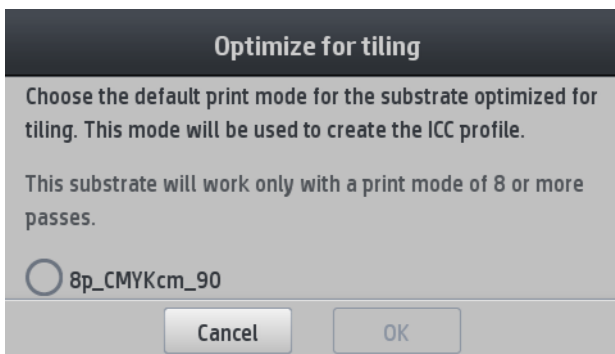 Optimize for tiling
Choose the default print mode for the substrate optimized for
tiling. This mode will be used to create the ICC profile.
This substrate will work only with a print mode of 8 or more
passes.
8p_CMYKcm_90
Cancel
OK